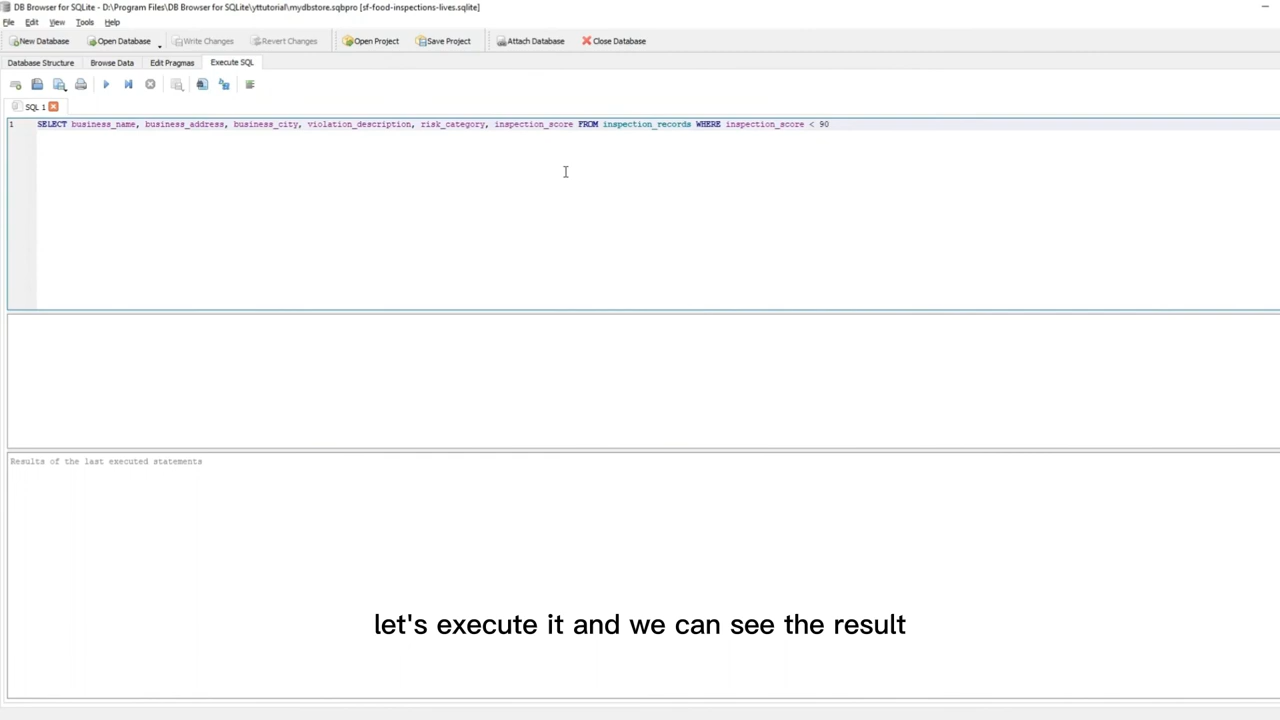 DB Browser for SQLite - D:\Program Files\DB Browser for SQLite\yttutorial\mydbstore.sqbpro [sf-food-inspections-lives.sqlite]
File Edit View Tools Help
New Database Open Database Write Changes Revert Changes Open Project Save Project Attach Database Close Database
Database Structure Browse Data Edit Pragmas Execute SQL
SQL 1
1 SELECT business_name, business_address, business_city, violation_description, risk_category, inspection_score FROM inspection_records WHERE inspection_score < 90
Results of the last executed statements
let's execute it and we can see the result